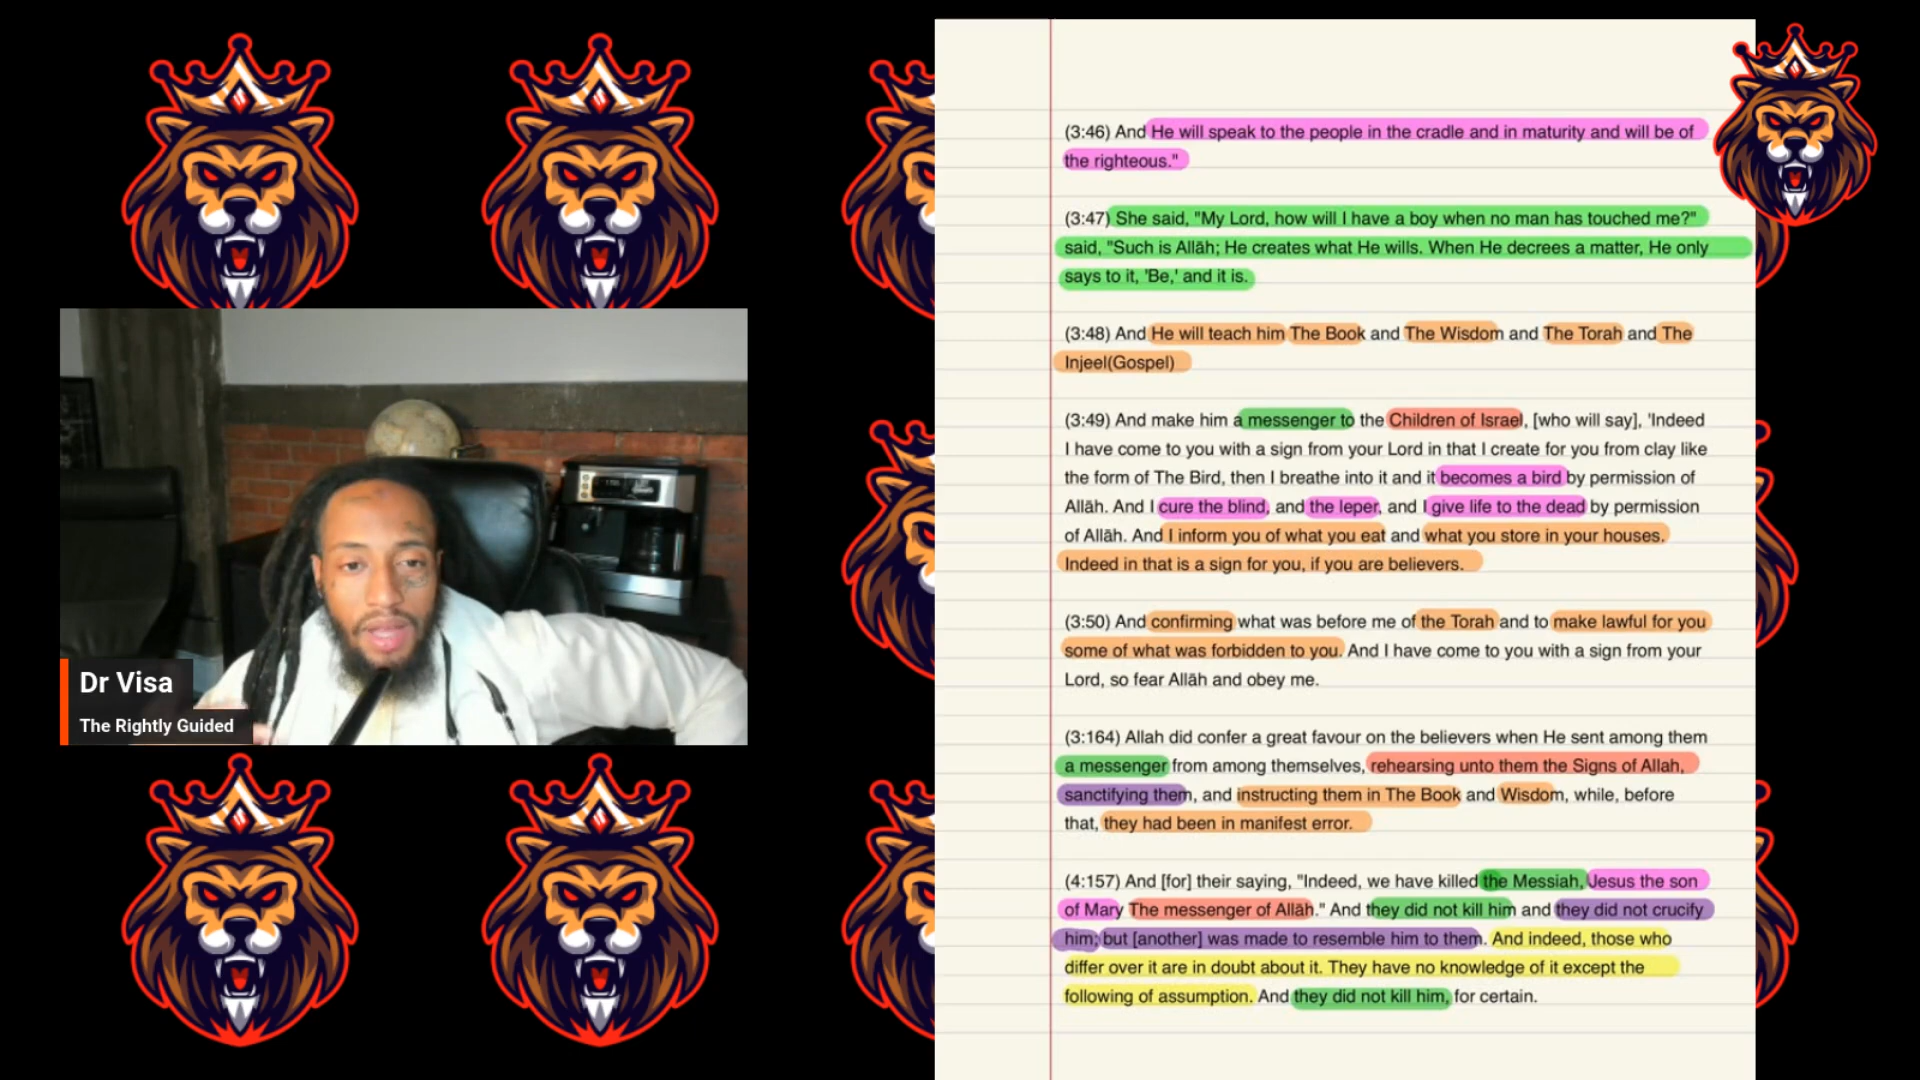 (3:46) And He will speak to the people in the cradle and in maturity and will be of
the righteous."
(3:47) She said, "My Lord, how will I have a boy when no man has touched me?"
said, "Such is Allāh; He creates what He wills. When He decrees a matter, He only
says to it, 'Be,' and it is.
(3:48) And He will teach him The Book and The Wisdom and The Torah and The
Injeel(Gospel)
(3:49) And make him a messenger to the Children of Israel, [who will say], 'Indeed
I have come to you with a sign from your Lord in that I create for you from clay like
the form of The Bird, then I breathe into it and it becomes a bird by permission of
Allāh. And I cure the blind, and the leper, and I give life to the dead by permission
of Allāh. And I inform you of what you eat and what you store in your houses.
Indeed in that is a sign for you, if you are believers.
(3:50) And confirming what was before me of the Torah and to make lawful for you
some of what was forbidden to you. And I have come to you with a sign from your
Lord, so fear Allāh and obey me.
(3:164) Allah did confer a great favour on the believers when He sent among them
a messenger from among themselves, rehearsing unto them the Signs of Allah,
sanctifying them, and instructing them in The Book and Wisdom, while, before
that, they had been in manifest error.
(4:157) And [for] their saying, "Indeed, we have killed the Messiah, Jesus the son
of Mary The messenger of Allāh." And they did not kill him and they did not crucify
him; but [another] was made to resemble him to them. And indeed, those who
differ over it are in doubt about it. They have no knowledge of it except the
following of assumption. And they did not kill him, for certain.
Dr Visa
The Rightly Guided